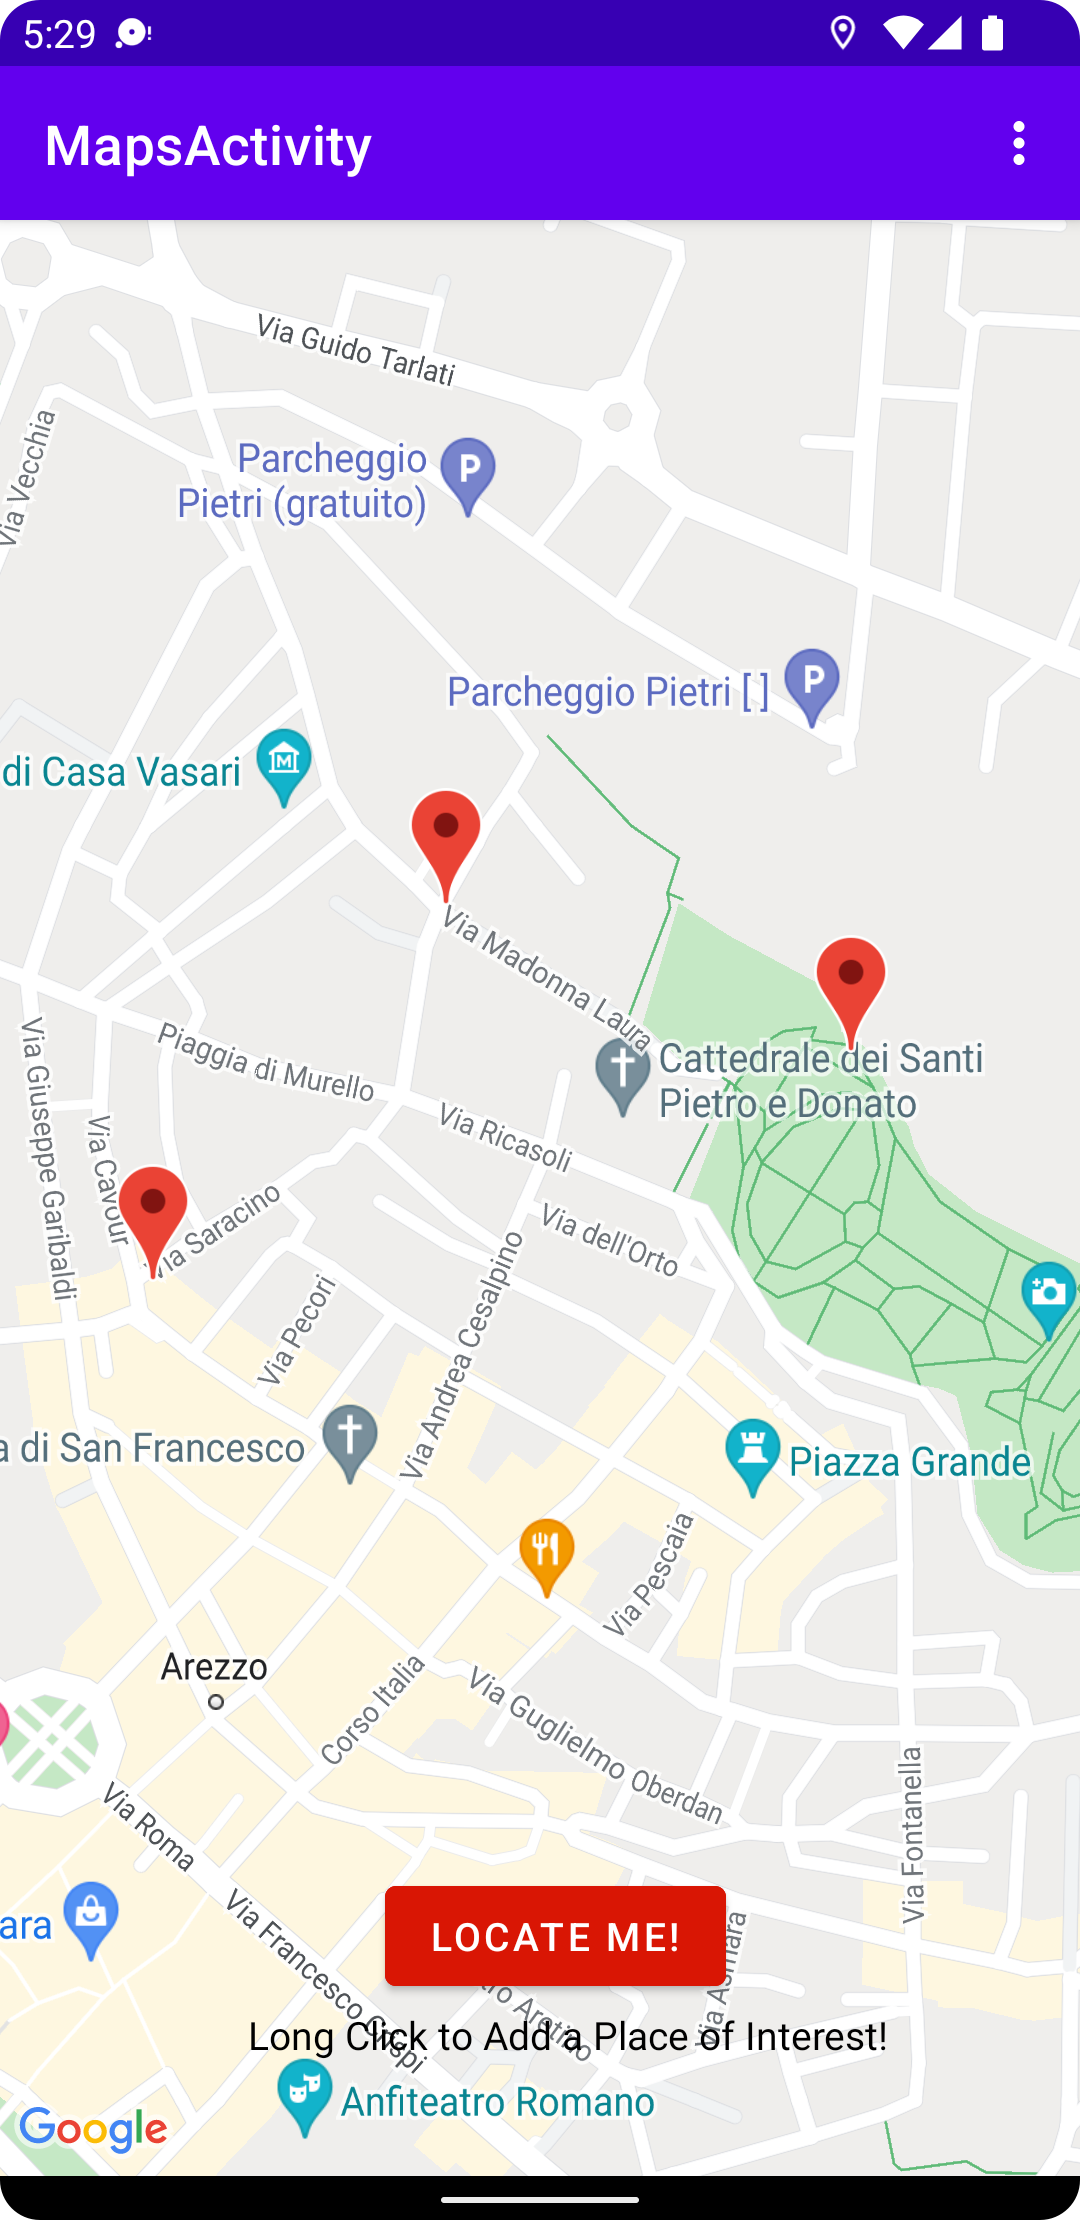 5:29
MapsActivity
Via Guido Tarlati
Via Vecchia
Parcheggio
Pietri (gratuito)
P
Parcheggio Pietri [ ]
P
di Casa Vasari
M
Via Madonna Laura
Cattedrale dei Santi
Pietro e Donato
Piaggia di Murello
Via Ricasoli
Via Giuseppe Garibaldi
Via Cavour
Via Saracino
Via dell'Orto
Via Pecori
Via Andrea Cesalpino
a di San Francesco
Piazza Grande
Via Pescaia
Arezzo
Corso Italia
Via Guglielmo Oberdan
Via Roma
Via Fontanella
ara
Via Francesco Crispi
LOCATE ME!
Via Asmara
ro Aretino
Long Click to Add a Place of Interest!
Anfiteatro Romano
Google